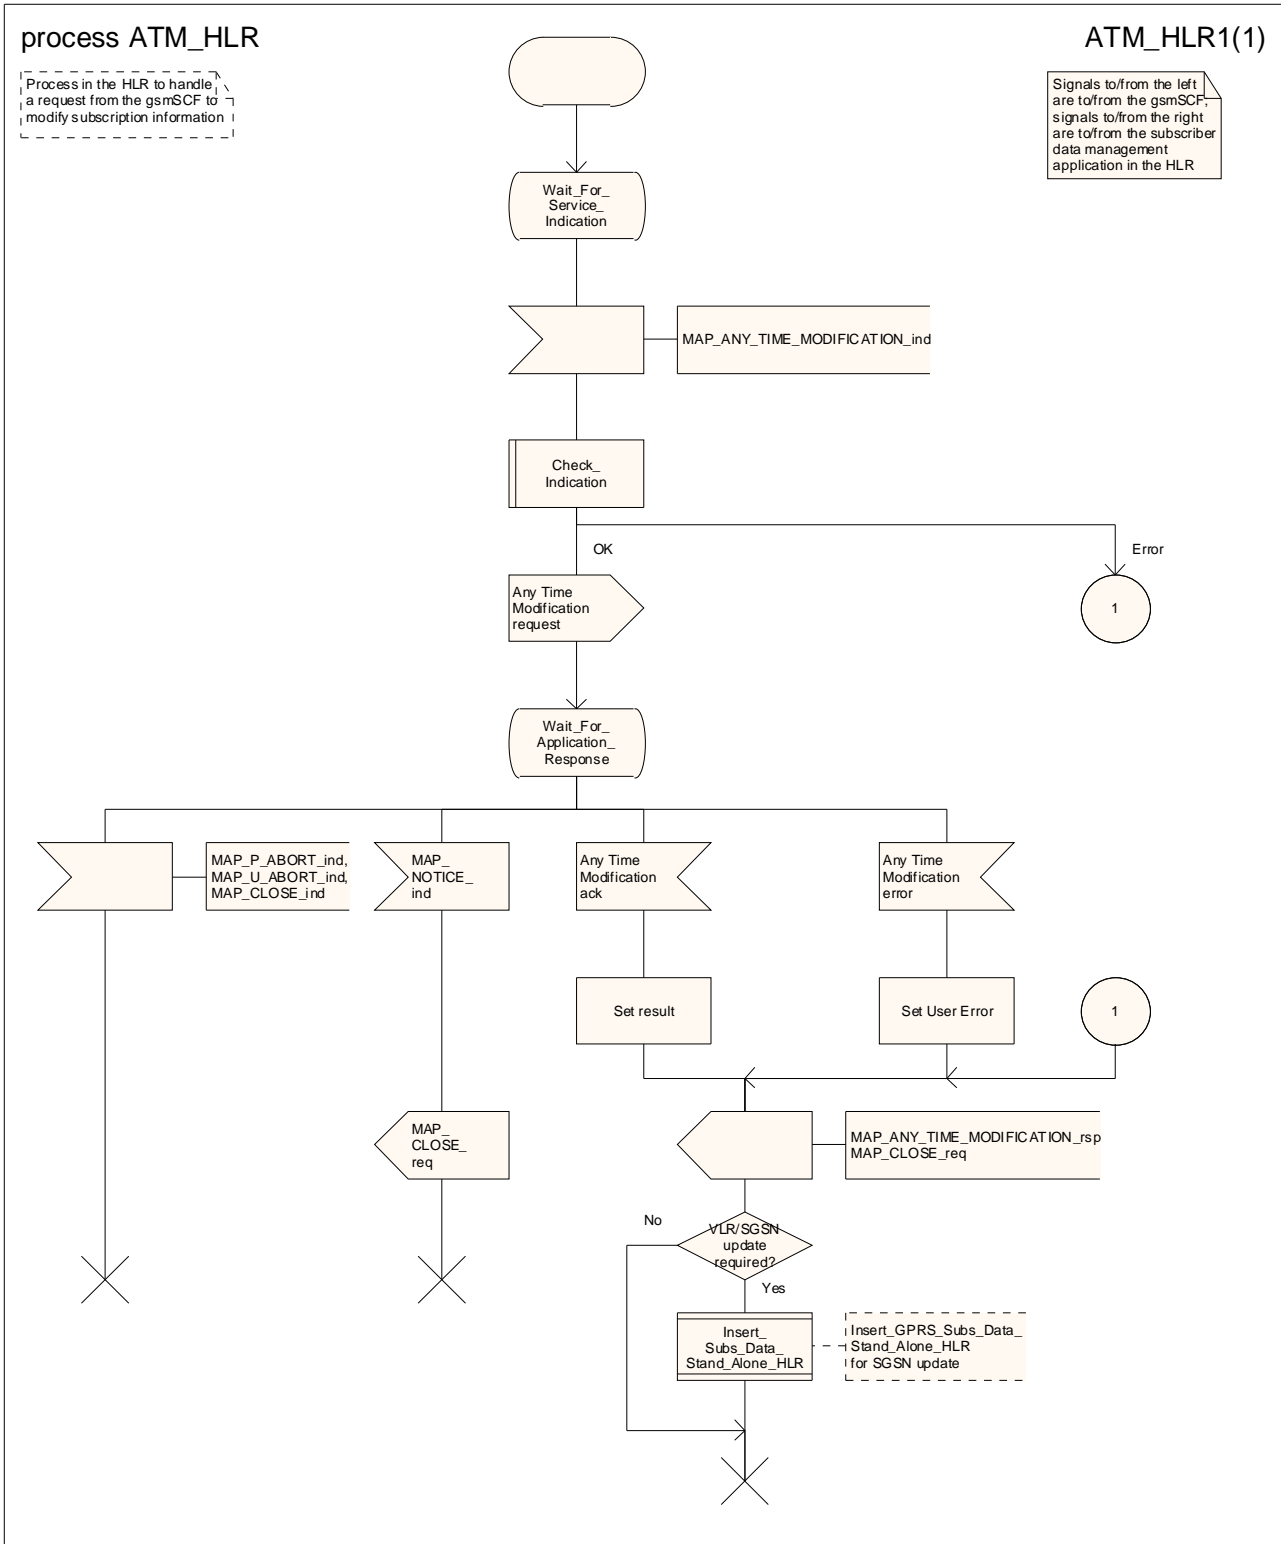 process ATM_HLR
ATM_HLR1(1)
Process in the HLR to handle
a request from the gsmSCF to
modify subscription information
Signals to/from the left
are to/from the gsmSCF;
signals to/from the right
are to/from the subscriber
data management
application in the HLR
Wait_For_
Service_
Indication
MAP_ANY_TIME_MODIFICATION_ind
Check_
Indication
OK
Error
Any Time
Modification
request
1
Wait_For_
Application_
Response
MAP_P_ABORT_ind,
MAP_U_ABORT_ind,
MAP_CLOSE_ind
MAP_
NOTICE_
ind
Any Time
Modification
ack
Any Time
Modification
error
Set result
Set User Error
1
MAP_
CLOSE_
req
MAP_ANY_TIME_MODIFICATION_rsp
MAP_CLOSE_req
No
VLR/SGSN
update
required?
Yes
Insert_
Subs_Data_
Stand_Alone_HLR
Insert_GPRS_Subs_Data_
Stand_Alone_HLR
for SGSN update